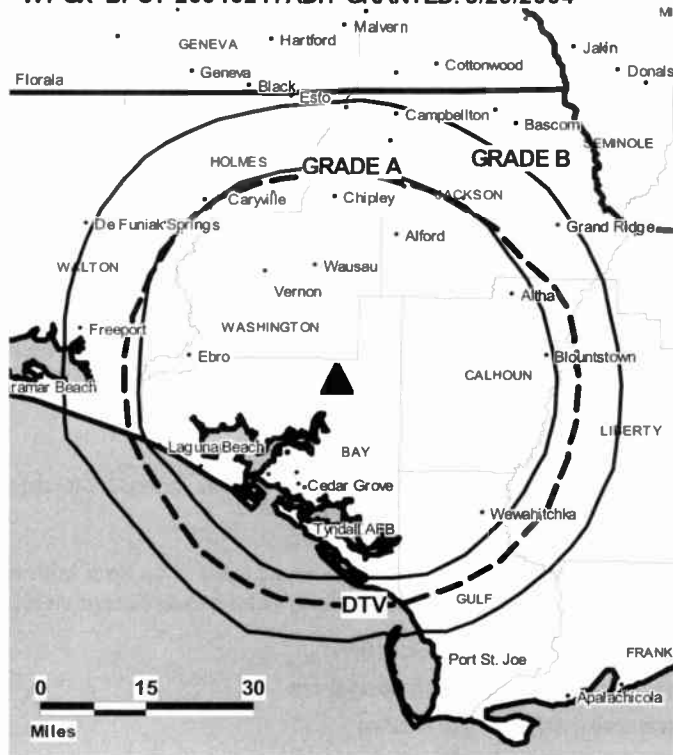 Malvern
GENEVA
Hartford
Jakin
Geneva
Cottonwood
Florala
Black
Esto
Campbellton
Bascom
SEMINOLE
HOLMES
GRADE A
GRADE B
Caryville
Chipley
JACKSON
De Funiak Springs
Alford
Grand Ridge
WALTON
Wausau
Vernon
Altha
Freeport
WASHINGTON
Ebro
Blountstown
CALHOUN
ramar Beach
LIBERTY
BAY
Laguna Beach
Cedar Grove
Wewahitchka
Tyndall AFB
DTV
GULF
Port St. Joe
FRANK
0 15 30
Apalachicola
Miles